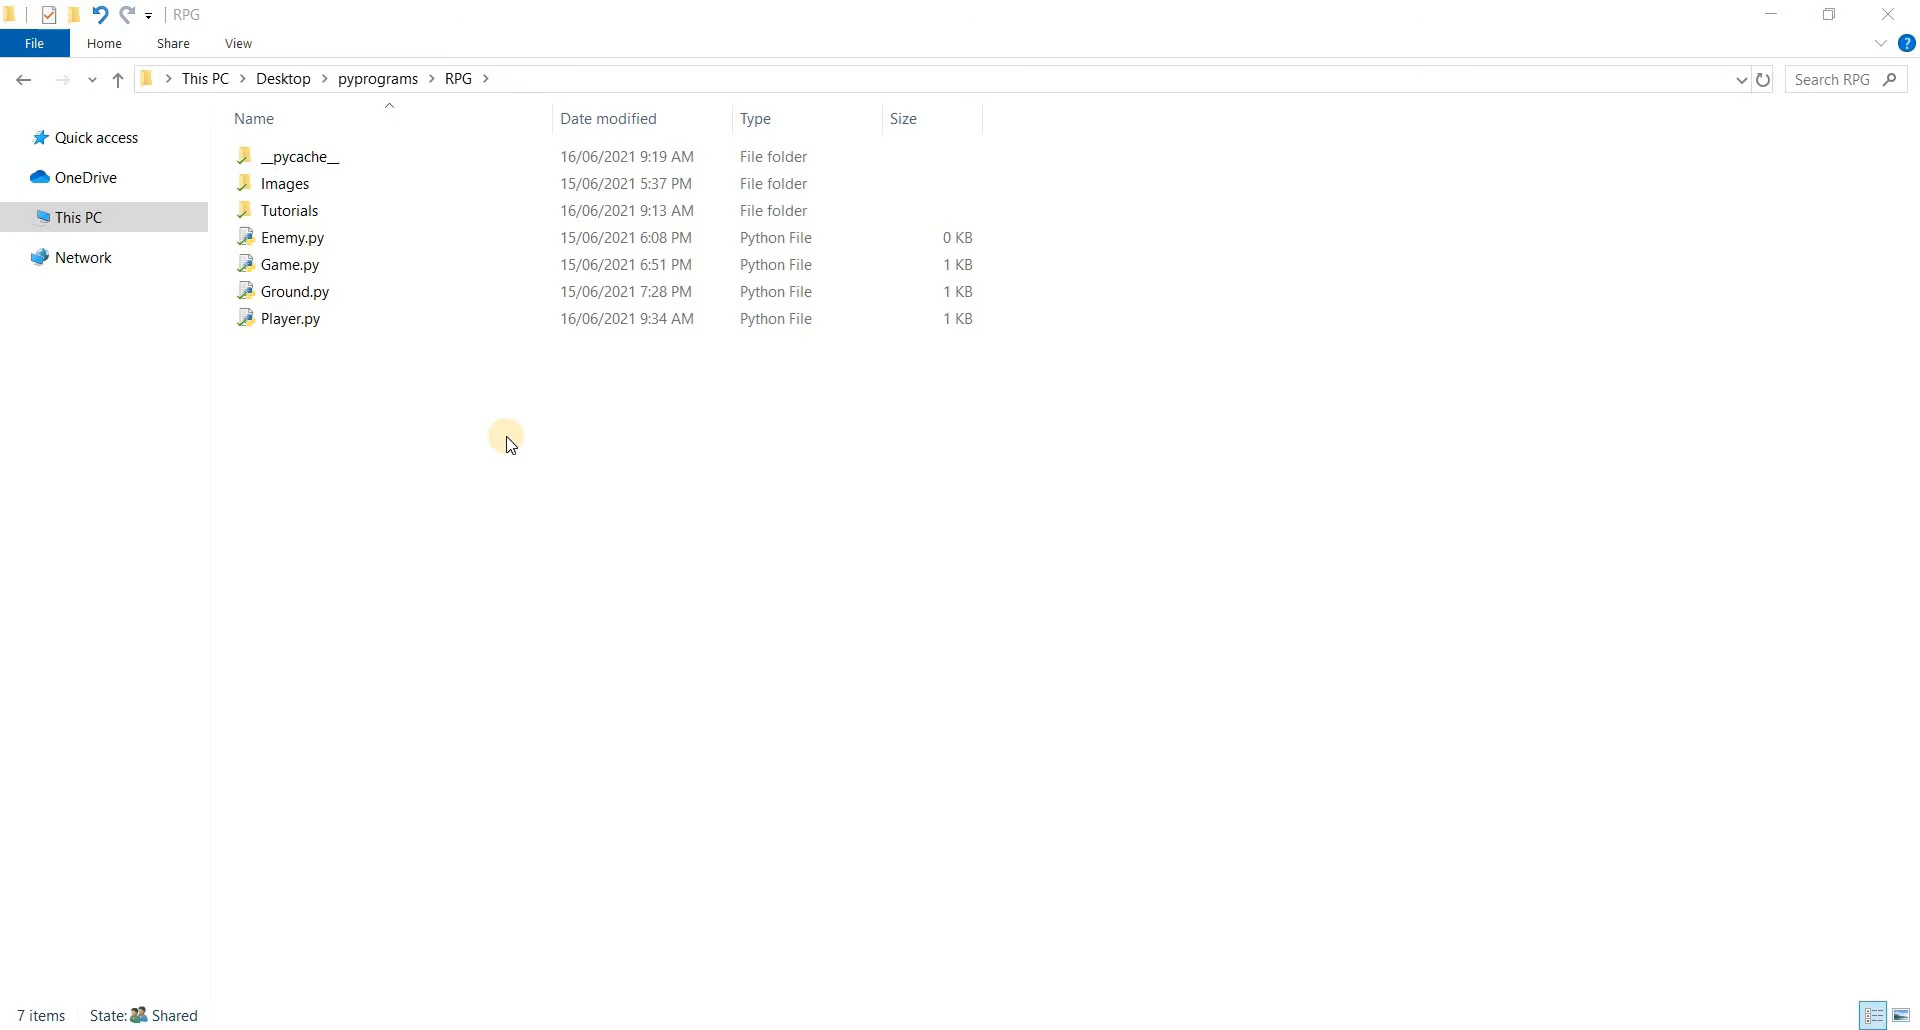 RPG
File Home Share View
?
This PC Desktop pyprograms RPG Search RPG
Quick access
OneDrive
This PC
Network
Name Date modified Type Size
__pycache__ 16/06/2021 9:19 AM File folder
Images 15/06/2021 5:37 PM File folder
Tutorials 16/06/2021 9:13 AM File folder
Enemy.py 15/06/2021 6:08 PM Python File 0 KB
Game.py 15/06/2021 6:51 PM Python File 1 KB
Ground.py 15/06/2021 7:28 PM Python File 1 KB
Player.py 16/06/2021 9:34 AM Python File 1 KB
7 items State: Shared